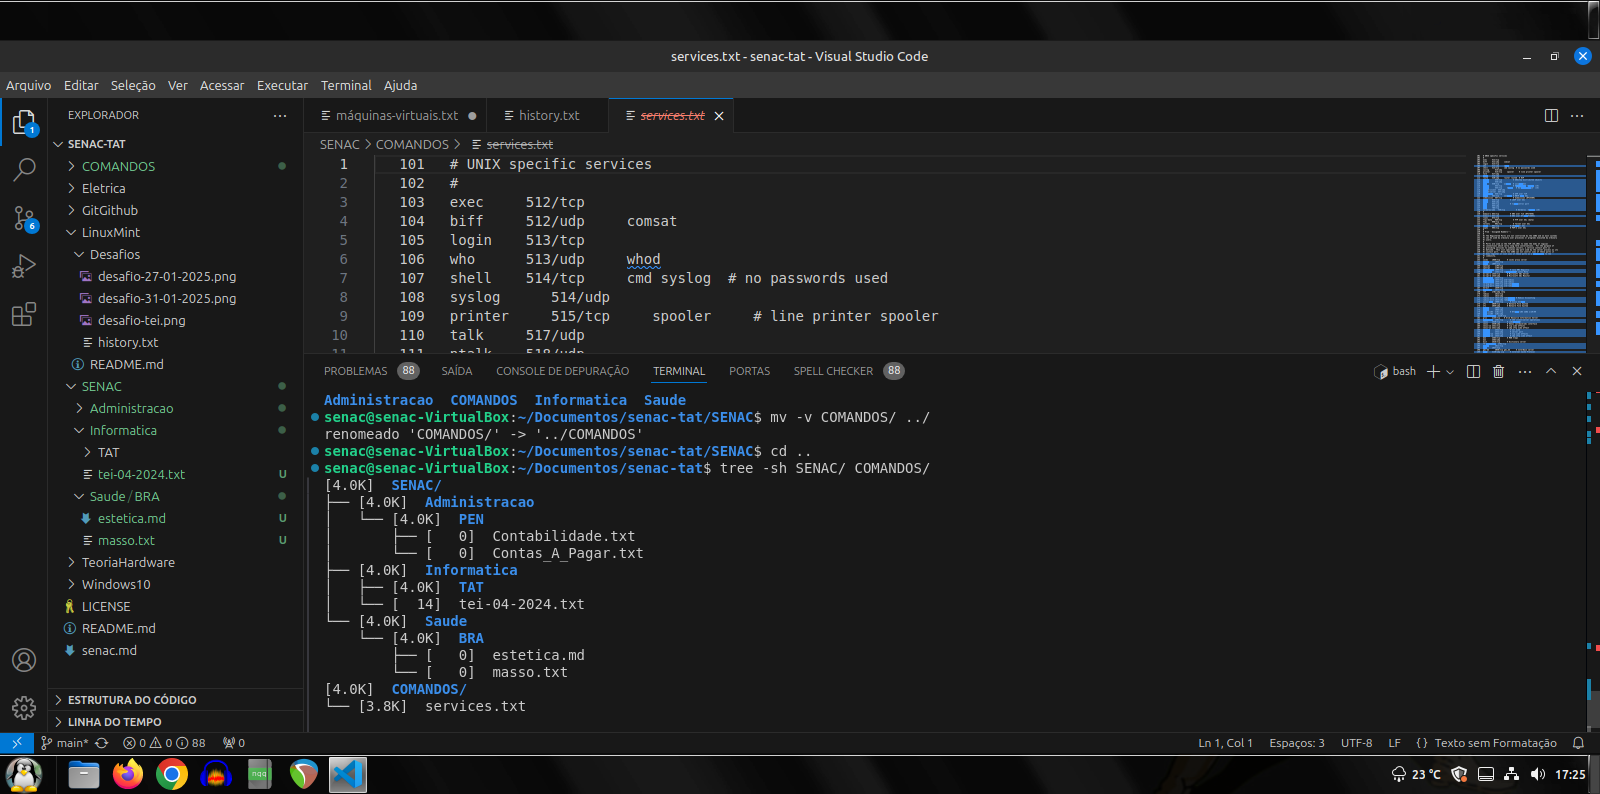 services.txt - senac-tat - Visual Studio Code
Arquivo Editar Seleção Ver Acessar Executar Terminal Ajuda
EXPLORADOR
SENAC-TAT
COMANDOS
Eletrica
GitGithub
LinuxMint
Desafios
desafio-27-01-2025.png
desafio-31-01-2025.png
desafio-tei.png
history.txt
README.md
SENAC
Administracao
Informatica
TAT
tei-04-2024.txt U
Saude / BRA
estetica.md U
masso.txt U
TeoriaHardware
Windows10
LICENSE
README.md
senac.md
ESTRUTURA DO CÓDIGO
LINHA DO TEMPO
1
6
máquinas-virtuais.txt history.txt services.txt
SENAC COMANDOS services.txt
1 101 # UNIX specific services
2 102 #
3 103 exec 512/tcp
4 104 biff 512/udp comsat
5 105 login 513/tcp
6 106 who 513/udp whod
7 107 shell 514/tcp cmd syslog # no passwords used
8 108 syslog 514/udp
9 109 printer 515/tcp spooler # line printer spooler
10 110 talk 517/udp
11 111 ntalk 518/udp
PROBLEMAS 88 SAÍDA CONSOLE DE DEPURAÇÃO TERMINAL PORTAS SPELL CHECKER 88 bash
Administracao COMANDOS Informatica Saude
senac@senac-VirtualBox:~/Documentos/senac-tat/SENAC$ mv -v COMANDOS/ ../
renomeado 'COMANDOS/' -> '../COMANDOS'
senac@senac-VirtualBox:~/Documentos/senac-tat/SENAC$ cd ..
senac@senac-VirtualBox:~/Documentos/senac-tat$ tree -sh SENAC/ COMANDOS/
[4.0K]  SENAC/
├── [4.0K]  Administracao
│   └── [4.0K]  PEN
│       ├── [   0]  Contabilidade.txt
│       └── [   0]  Contas_A_Pagar.txt
├── [4.0K]  Informatica
│   ├── [4.0K]  TAT
│   └── [  14]  tei-04-2024.txt
└── [4.0K]  Saude
    └── [4.0K]  BRA
        ├── [   0]  estetica.md
        └── [   0]  masso.txt
[4.0K]  COMANDOS/
└── [3.8K]  services.txt
main* 0 0 88 0 Ln 1, Col 1 Espaços: 3 UTF-8 LF {} Texto sem Formatação
nqq 23 °C 17:25